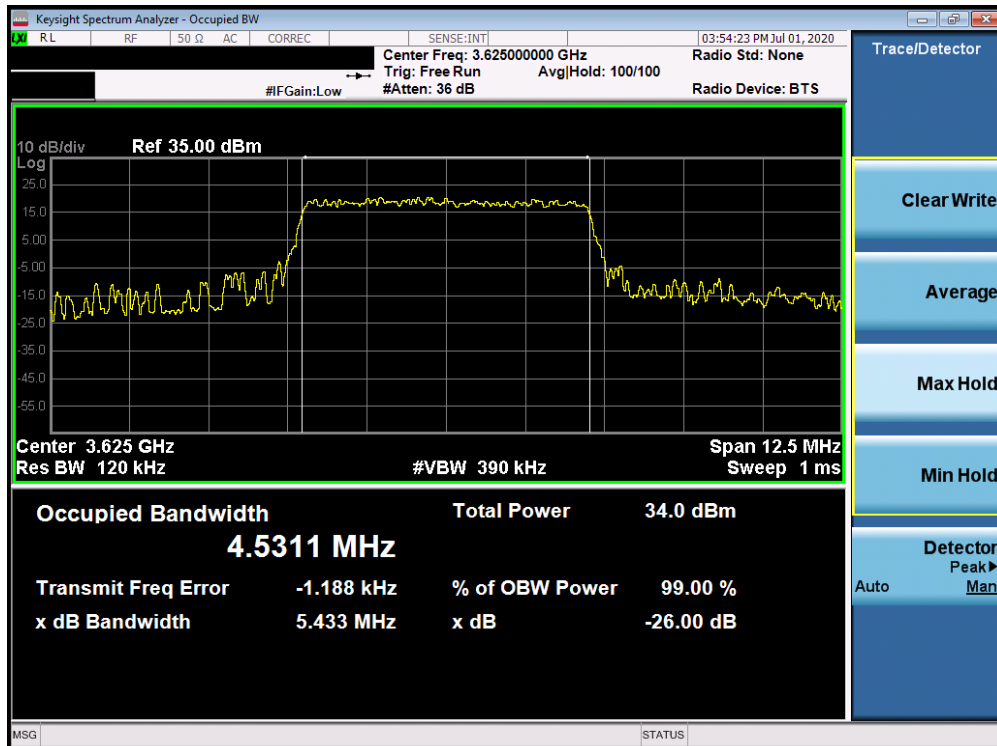 Keysight Spectrum Analyzer - Occupied BW
LXI RL RF 50 Ω AC CORREC SENSE:INT 03:54:23 PM Jul 01, 2020
Center Freq: 3.625000000 GHz Radio Std: None
Trig: Free Run Avg|Hold: 100/100
#IFGain:Low #Atten: 36 dB Radio Device: BTS
10 dB/div Ref 35.00 dBm
Log
25.0
15.0
5.00
-5.00
-15.0
-25.0
-35.0
-45.0
-55.0
Center 3.625 GHz Span 12.5 MHz
Res BW 120 kHz #VBW 390 kHz Sweep 1 ms
Occupied Bandwidth Total Power 34.0 dBm
4.5311 MHz
Transmit Freq Error -1.188 kHz % of OBW Power 99.00 %
x dB Bandwidth 5.433 MHz x dB -26.00 dB
MSG STATUS
Trace/Detector
Clear Write
Average
Max Hold
Min Hold
Detector
Peak▶
Auto Man